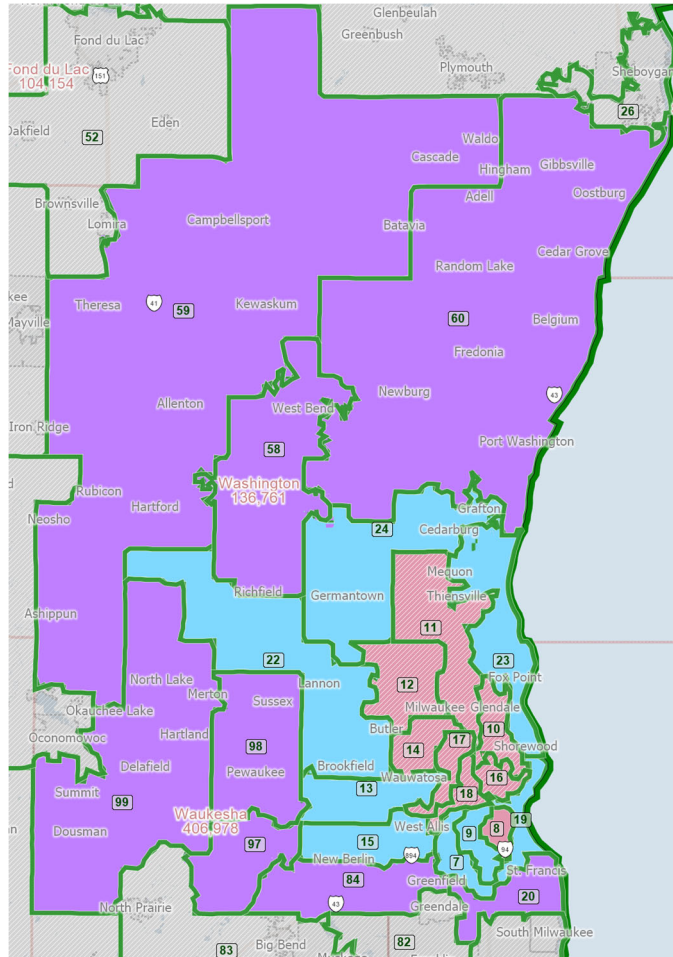 Glenbeulah
Greenbush
Fond du Lac
Plymouth
Fond du Lac
104,154
151
Sheboygan
26
Oakfield
52
Eden
Waldo
Cascade
Hingham
Gibbsville
Adell
Oostburg
Brownsville
Lomira
Campbellsport
Batavia
Cedar Grove
Random Lake
kee
Mayville
Theresa
41
59
Kewaskum
60
Belgium
Fredonia
Newburg
43
Allenton
West Bend
Iron Ridge
58
Port Washington
Washington
136,761
d
Rubicon
Neosho
Hartford
Grafton
24
Cedarburg
Mequon
Richfield
Germantown
Thiensville
Ashippun
11
22
23
North Lake
Merton
Lannon
12
Fox Point
Sussex
Okauchee Lake
Milwaukee
Glendale
Hartland
Butler
10
Oconomowoc
98
14
17
Shorewood
Delafield
Pewaukee
Brookfield
Wauwatosa
16
Summit
13
18
99
Waukesha
406,978
19
Dousman
West Allis
9
8
97
15
94
New Berlin
894
7
St. Francis
84
Greenfield
20
43
North Prairie
Greendale
South Milwaukee
83
Big Bend
82